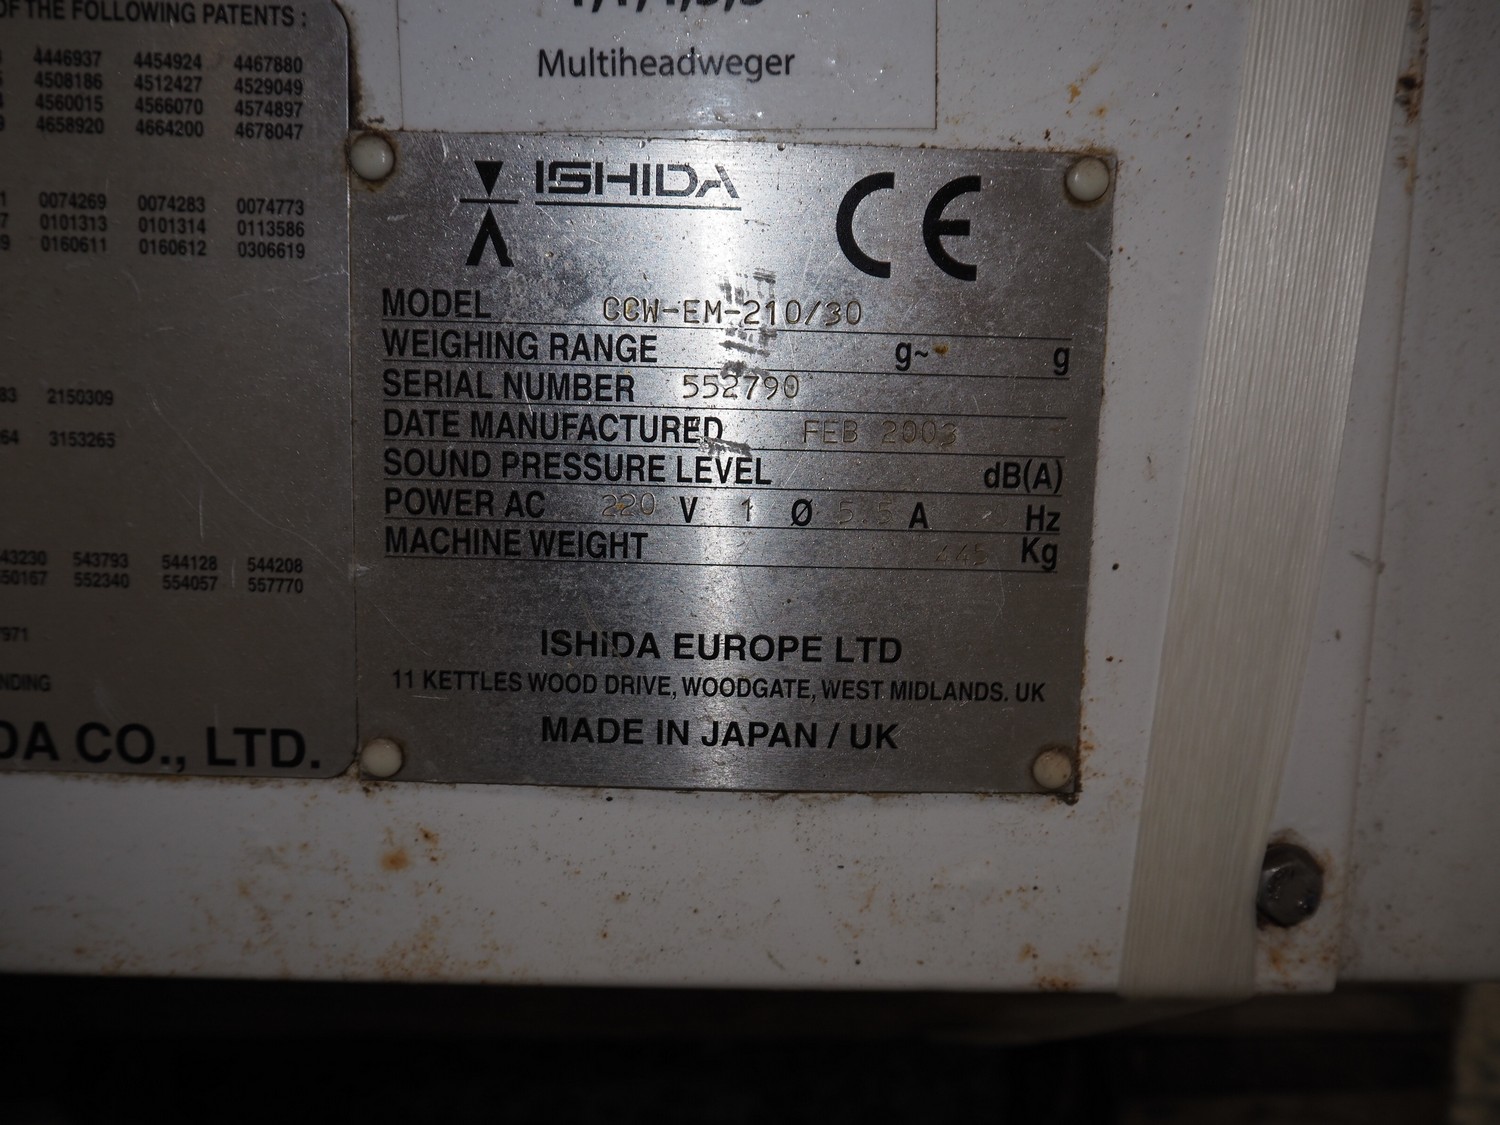 OF THE FOLLOWING PATENTS :
4446937 4454924 4467880
4508186 4512427 4529049
4560015 4566070 4574897
4658920 4664200 4678047
0074269 0074283 0074773
0101313 0101314 0113586
0160611 0160612 0306619
2150309
3153265
543793 544128 544208
552340 554057 557770
CO., LTD.
Multiheadweger
ISHIDA
CE
MODEL CCW-EM-210/30
WEIGHING RANGE g~ g
SERIAL NUMBER 552790
DATE MANUFACTURED FEB 2003
SOUND PRESSURE LEVEL dB(A)
POWER AC 220 V 1 Ø 5.5 A Hz
MACHINE WEIGHT 445 Kg
ISHIDA EUROPE LTD
11 KETTLES WOOD DRIVE, WOODGATE, WEST MIDLANDS. UK
MADE IN JAPAN / UK